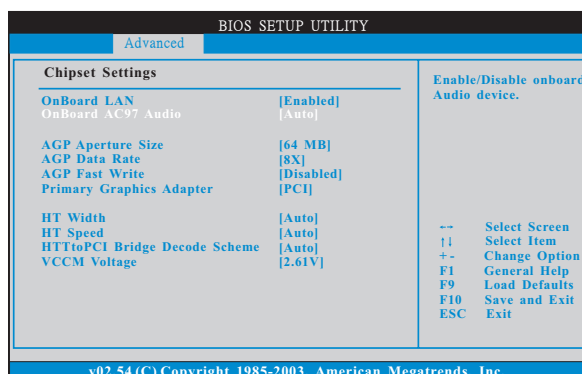 BIOS SETUP UTILITY
Advanced
Chipset Settings
OnBoard LAN [Enabled]
OnBoard AC97 Audio [Auto]
AGP Aperture Size [64 MB]
AGP Data Rate [8X]
AGP Fast Write [Disabled]
Primary Graphics Adapter [PCI]
HT Width [Auto]
HT Speed [Auto]
HTTtoPCI Bridge Decode Scheme [Auto]
VCCM Voltage [2.61V]
Enable/Disable onboard
Audio device.
←→ Select Screen
↑↓ Select Item
+ - Change Option
F1 General Help
F9 Load Defaults
F10 Save and Exit
ESC Exit
v02.54 (C) Copyright 1985-2003, American Megatrends, Inc.